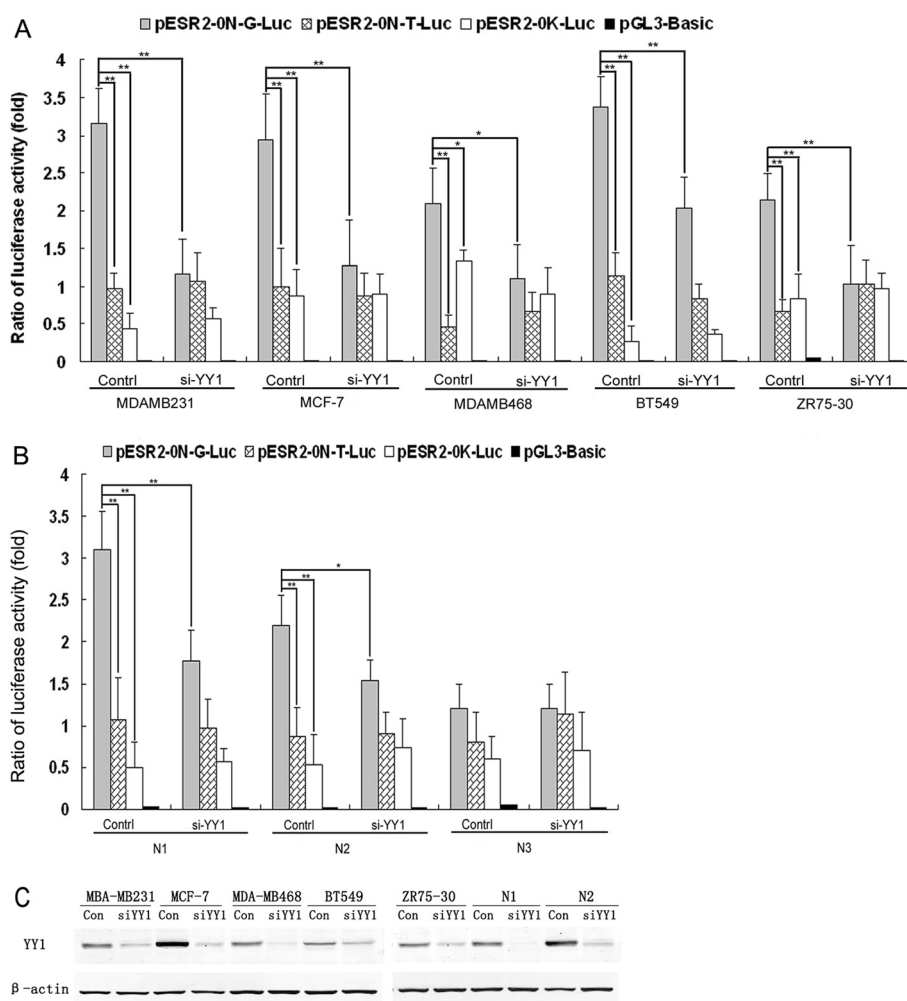 A
pESR2-0N-G-Luc pESR2-0N-T-Luc pESR2-0K-Luc pGL3-Basic
Ratio of luciferase activity (fold)
4
3.5
3
2.5
2
1.5
1
0.5
0
** ** ** ** ** ** ** * * ** ** ** ** ** **
Contrl si-YY1 Contrl si-YY1 Contrl si-YY1 Contrl si-YY1 Contrl si-YY1
MDAMB231 MCF-7 MDAMB468 BT549 ZR75-30
B
pESR2-0N-G-Luc pESR2-0N-T-Luc pESR2-0K-Luc pGL3-Basic
Ratio of luciferase activity (fold)
4
3.5
3
2.5
2
1.5
1
0.5
0
** ** ** ** ** *
Contrl si-YY1 Contrl si-YY1 Contrl si-YY1
N1 N2 N3
C
MBA-MB231 MCF-7 MDA-MB468 BT549 ZR75-30 N1 N2
Con siYY1 Con siYY1 Con siYY1 Con siYY1 Con siYY1 Con siYY1 Con siYY1
YY1
β-actin